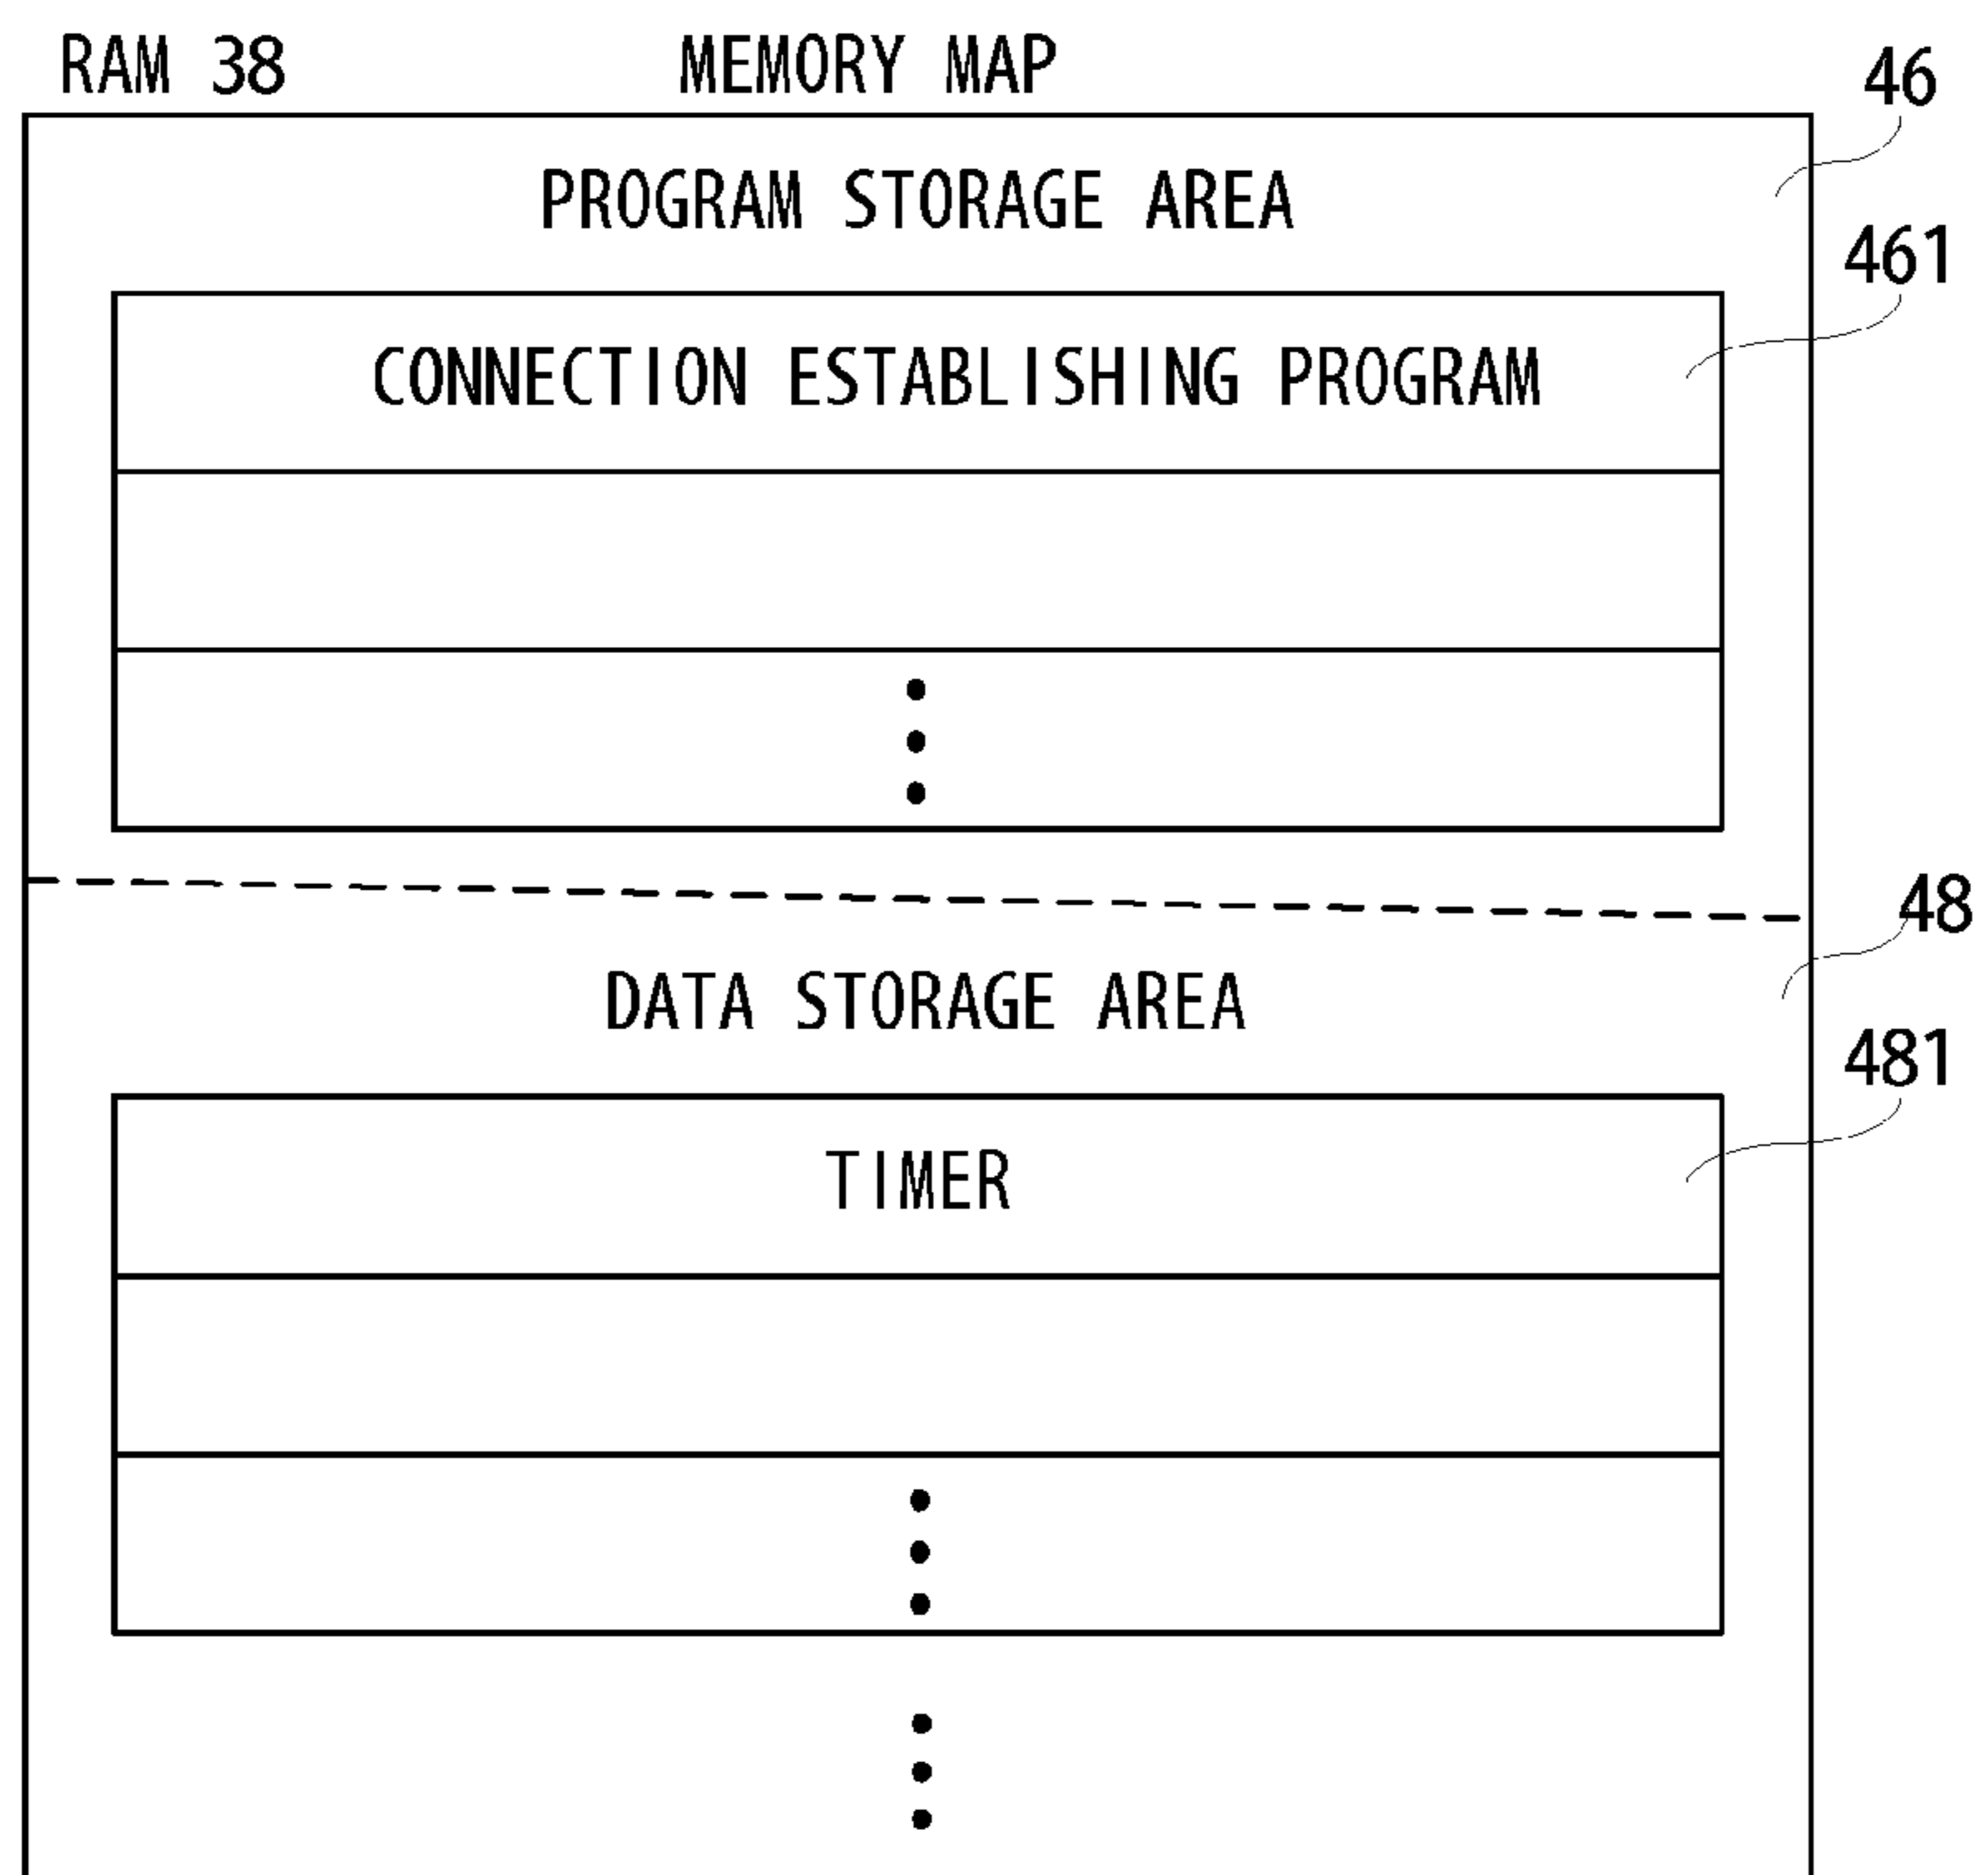 RAM 38 MEMORY MAP
46
PROGRAM STORAGE AREA
461
CONNECTION ESTABLISHING PROGRAM
48
DATA STORAGE AREA
481
TIMER